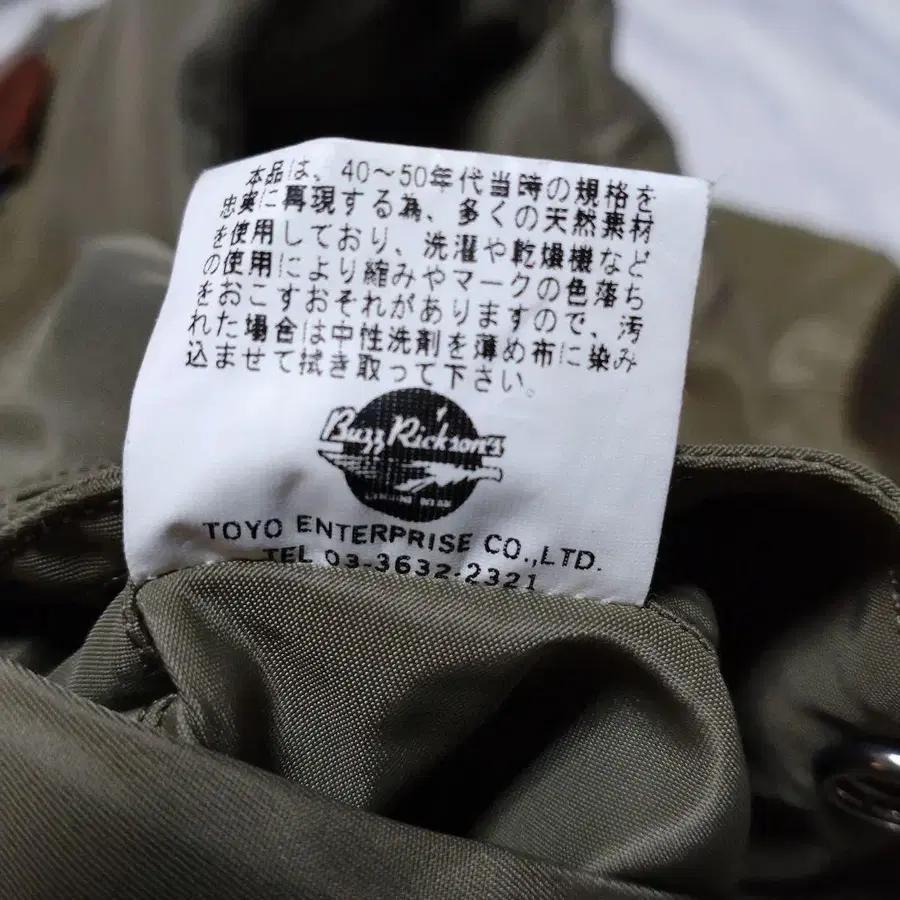 本品は、40～50年代当時の規格を
忠実に再現する為、多くの天然素材
を使用しており、洗濯や乾燥機など
の使用により縮みやマークの色落ち
をおこすおそれがありますので、汚
れた場合は中性洗剤を薄め布に染み
込ませて拭き取って下さい。
Buzz Rickson's
TOYO ENTERPRISE CO.,LTD.
TEL 03-3632-2321